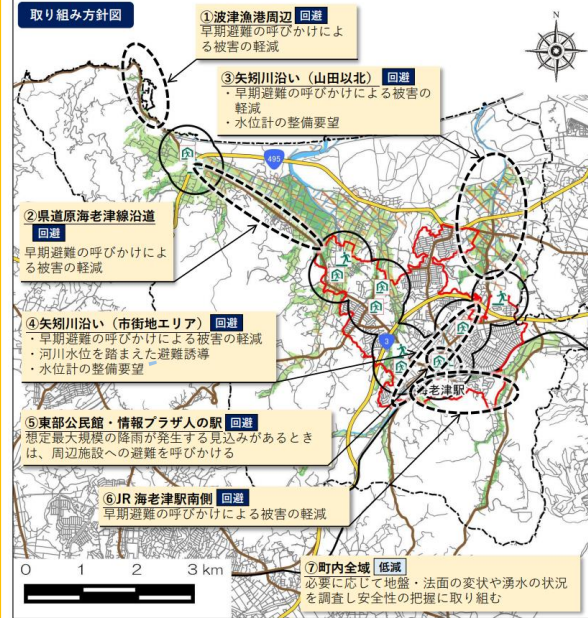 取り組み方針図
①波津漁港周辺 回避
早期避難の呼びかけによ
る被害の軽減
N
③矢矧川沿い（山田以北） 回避
・早期避難の呼びかけによる被害の
軽減
・水位計の整備要望
495
②県道原海老津線沿道
回避
早期避難の呼びかけによ
る被害の軽減
④矢矧川沿い（市街地エリア） 回避
・早期避難の呼びかけによる被害の軽減
・河川水位を踏まえた避難誘導
・水位計の整備要望
3
海老津駅
⑤東部公民館・情報プラザ人の駅 回避
想定最大規模の降雨が発生する見込みがあるとき
は、周辺施設への避難を呼びかける
⑥JR 海老津駅南側 回避
早期避難の呼びかけによる被害の軽減
⑦町内全域 低減
必要に応じて地盤・法面の変状や湧水の状況
を調査し安全性の把握に取り組む
0 1 2 3 km